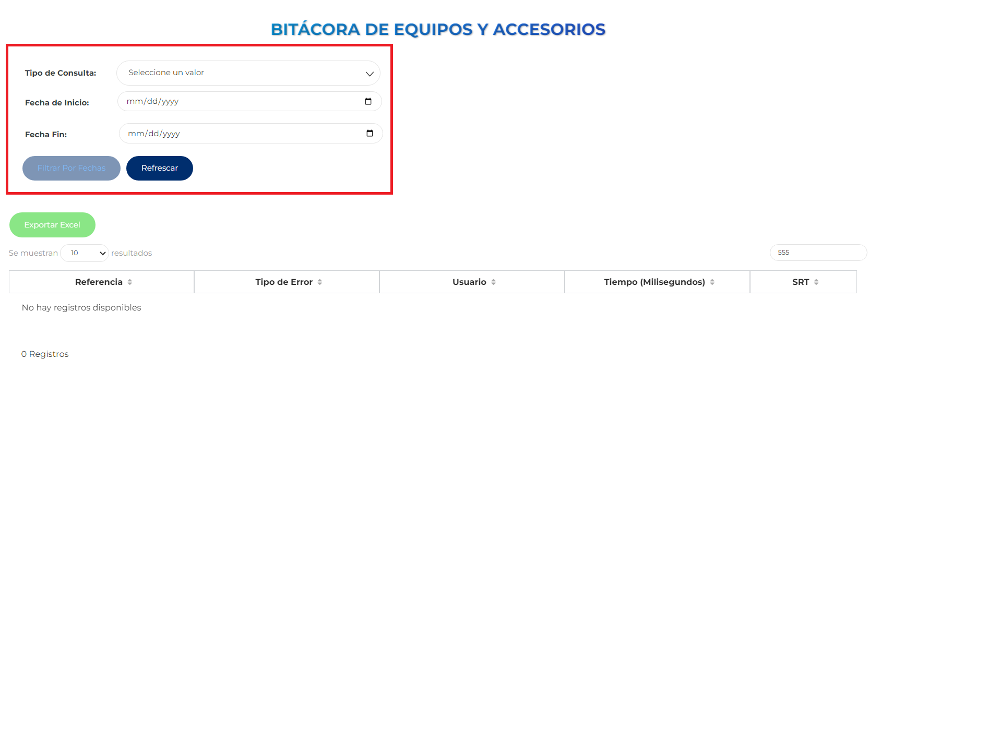 BITÁCORA DE EQUIPOS Y ACCESORIOS
Tipo de Consulta: Seleccione un valor
Fecha de Inicio: mm/dd/yyyy
Fecha Fin: mm/dd/yyyy
Filtrar Por Fechas Refrescar
Exportar Excel
Se muestran 10 resultados 555
Referencia Tipo de Error Usuario Tiempo (Milisegundos) SRT
No hay registros disponibles
0 Registros